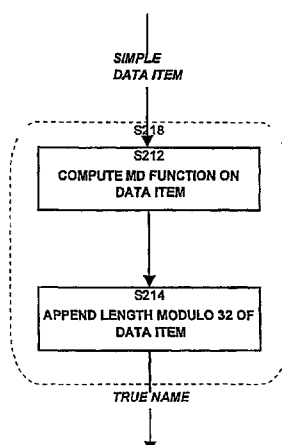 SIMPLE
DATA ITEM
S218
S212
COMPUTE MD FUNCTION ON
DATA ITEM
S214
APPEND LENGTH MODULO 32 OF
DATA ITEM
TRUE NAME